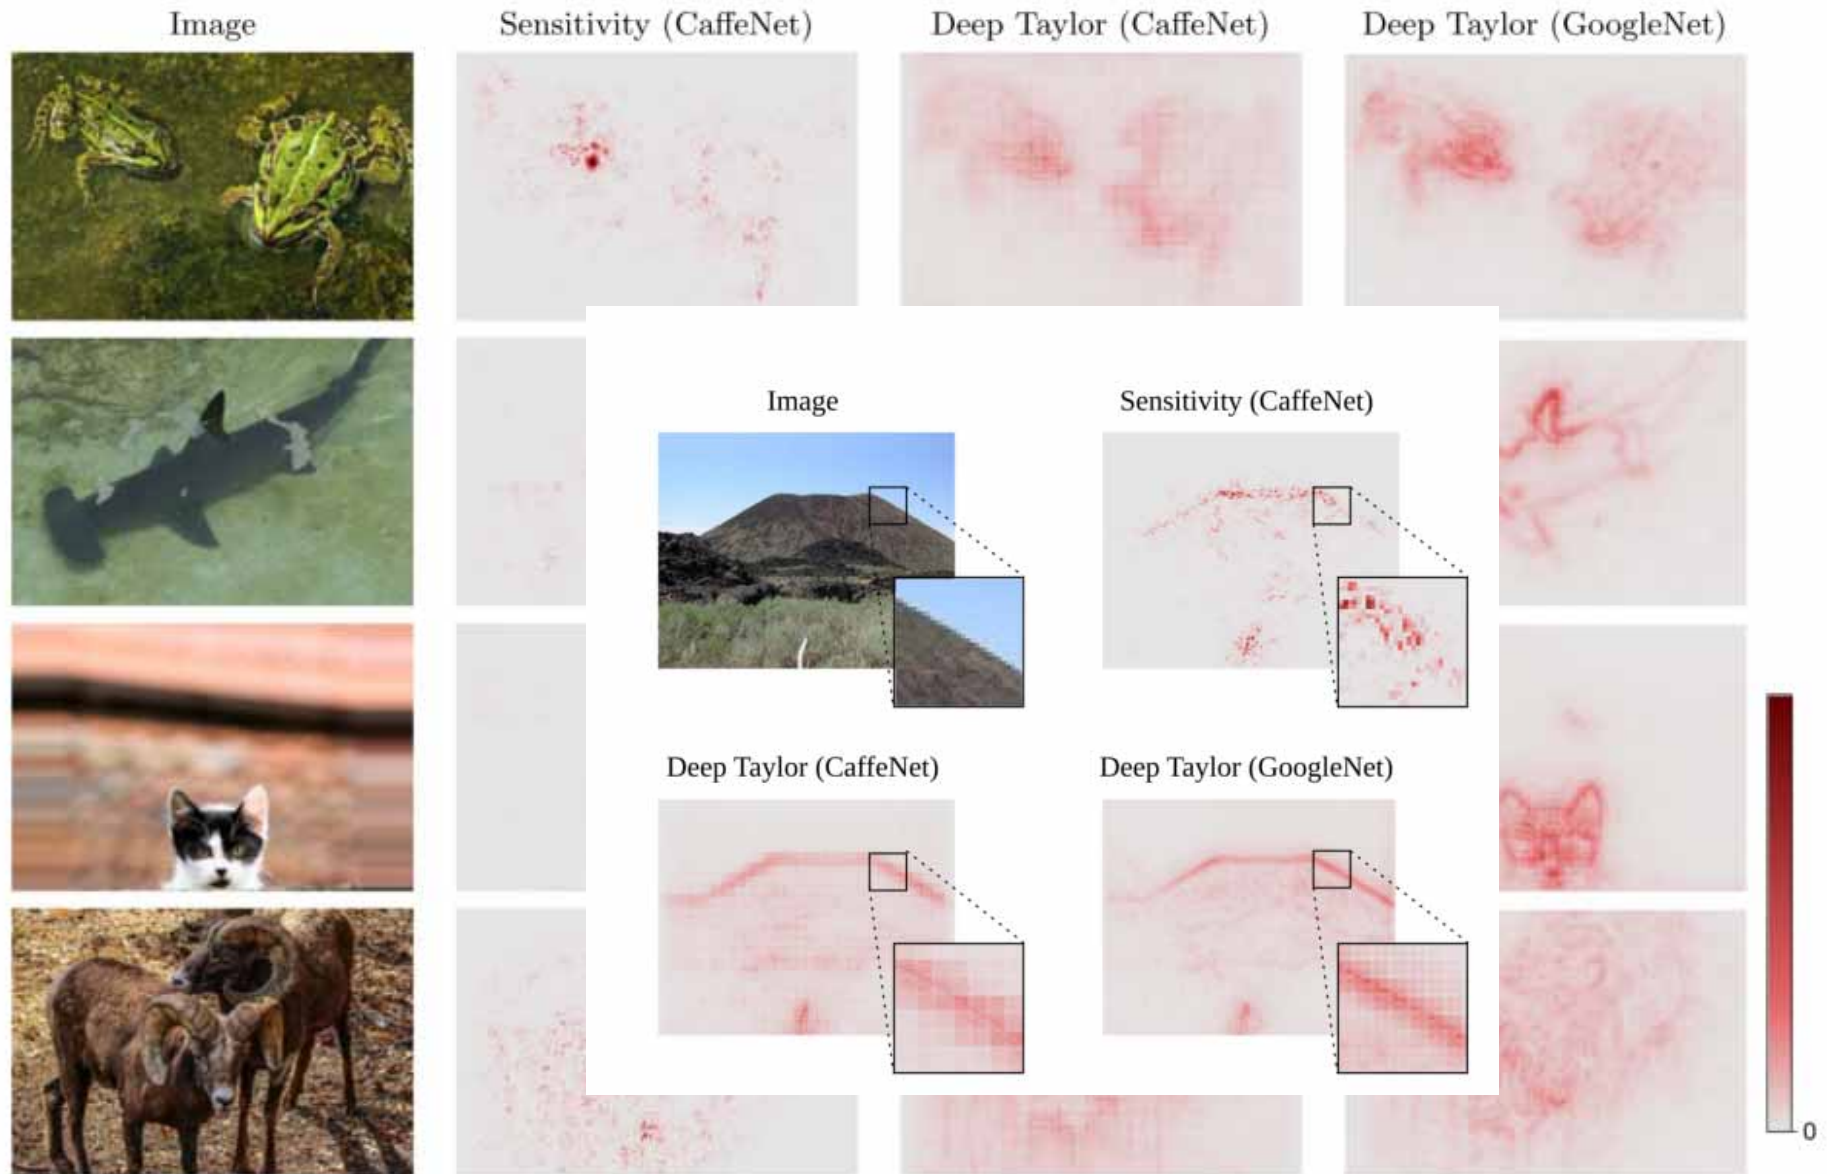 Image
Sensitivity (CaffeNet)
Deep Taylor (CaffeNet)
Deep Taylor (GoogleNet)
Image
Sensitivity (CaffeNet)
Deep Taylor (CaffeNet)
Deep Taylor (GoogleNet)
0